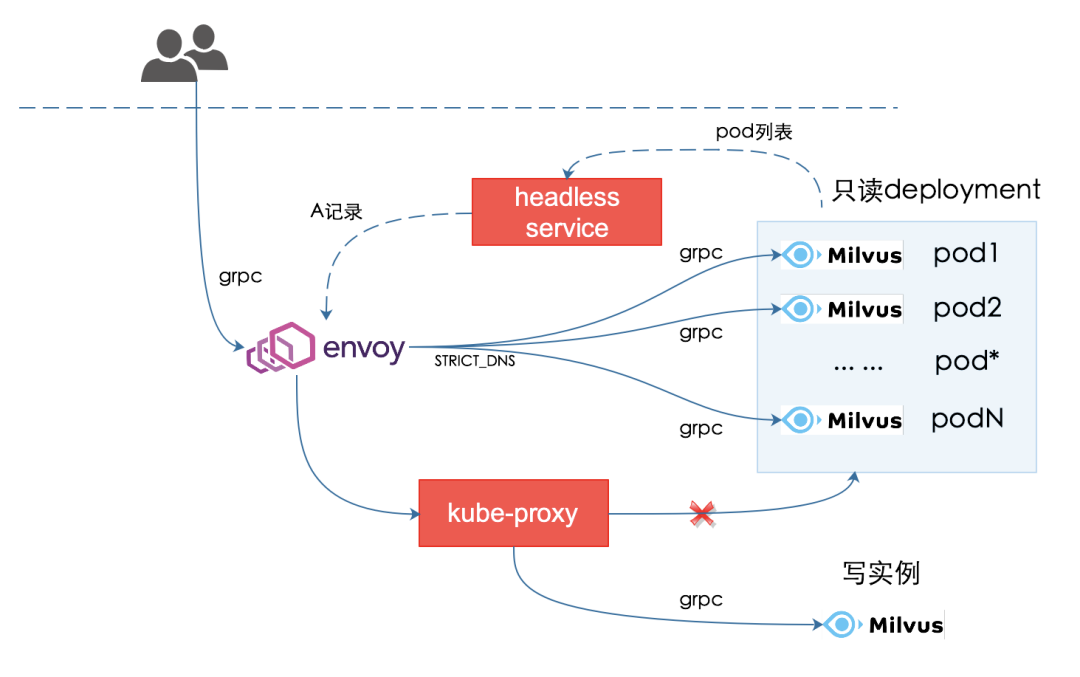 pod列表
只读deployment
headless
service
A记录
grpc
grpc
Milvus
pod1
grpc
Milvus
pod2
envoy
STRICT_DNS
... ...
pod*
grpc
Milvus
podN
kube-proxy
写实例
grpc
Milvus